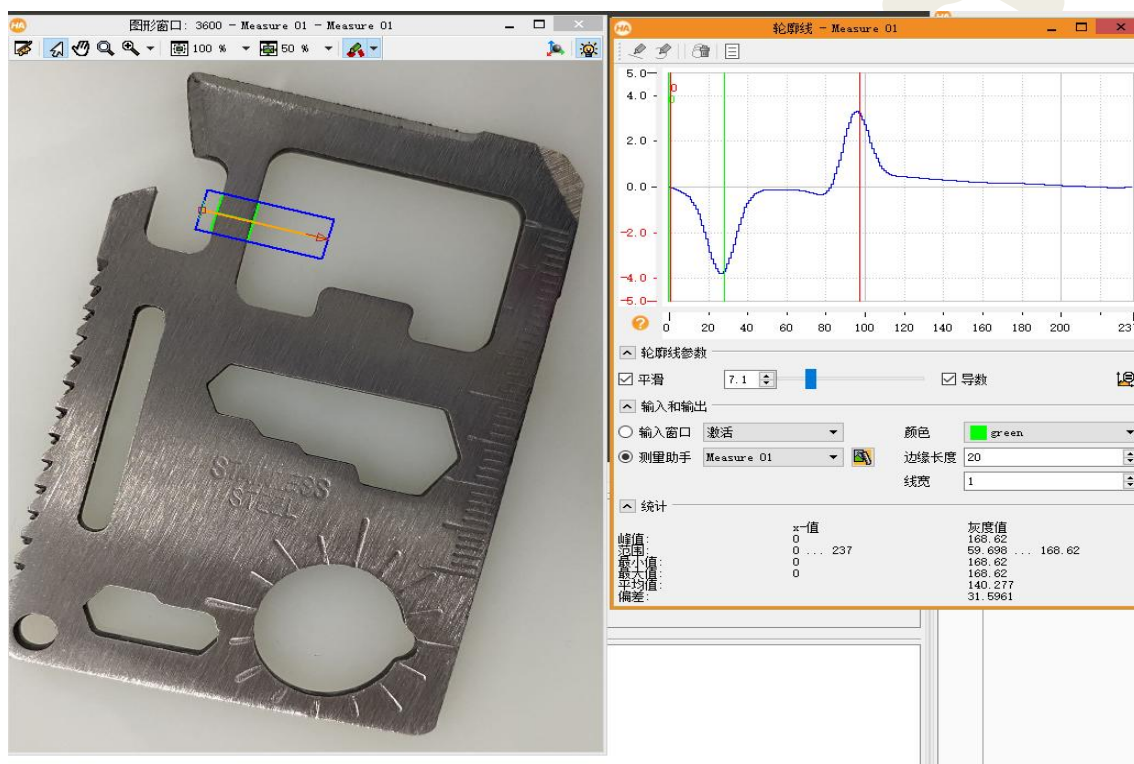 图形窗口: 3600 - Measure 01 - Measure 01
100 %
50 %
STAINLESS
STEEL
轮廓线 - Measure 01
5.0
4.0
2.0
0.0
-2.0
-4.0
-5.0
0
0
0 20 40 60 80 100 120 140 160 180 200 23
轮廓线参数
平滑 7.1 导数
输入和输出
输入窗口 激活 颜色 green
测量助手 Measure 01 边缘长度 20
线宽 1
统计
x-值 灰度值
峰值: 0 168.62
范围: 0 ... 237 59.698 ... 168.62
最小值: 0 168.62
最大值: 0 168.62
平均值: 140.277
偏差: 31.5961